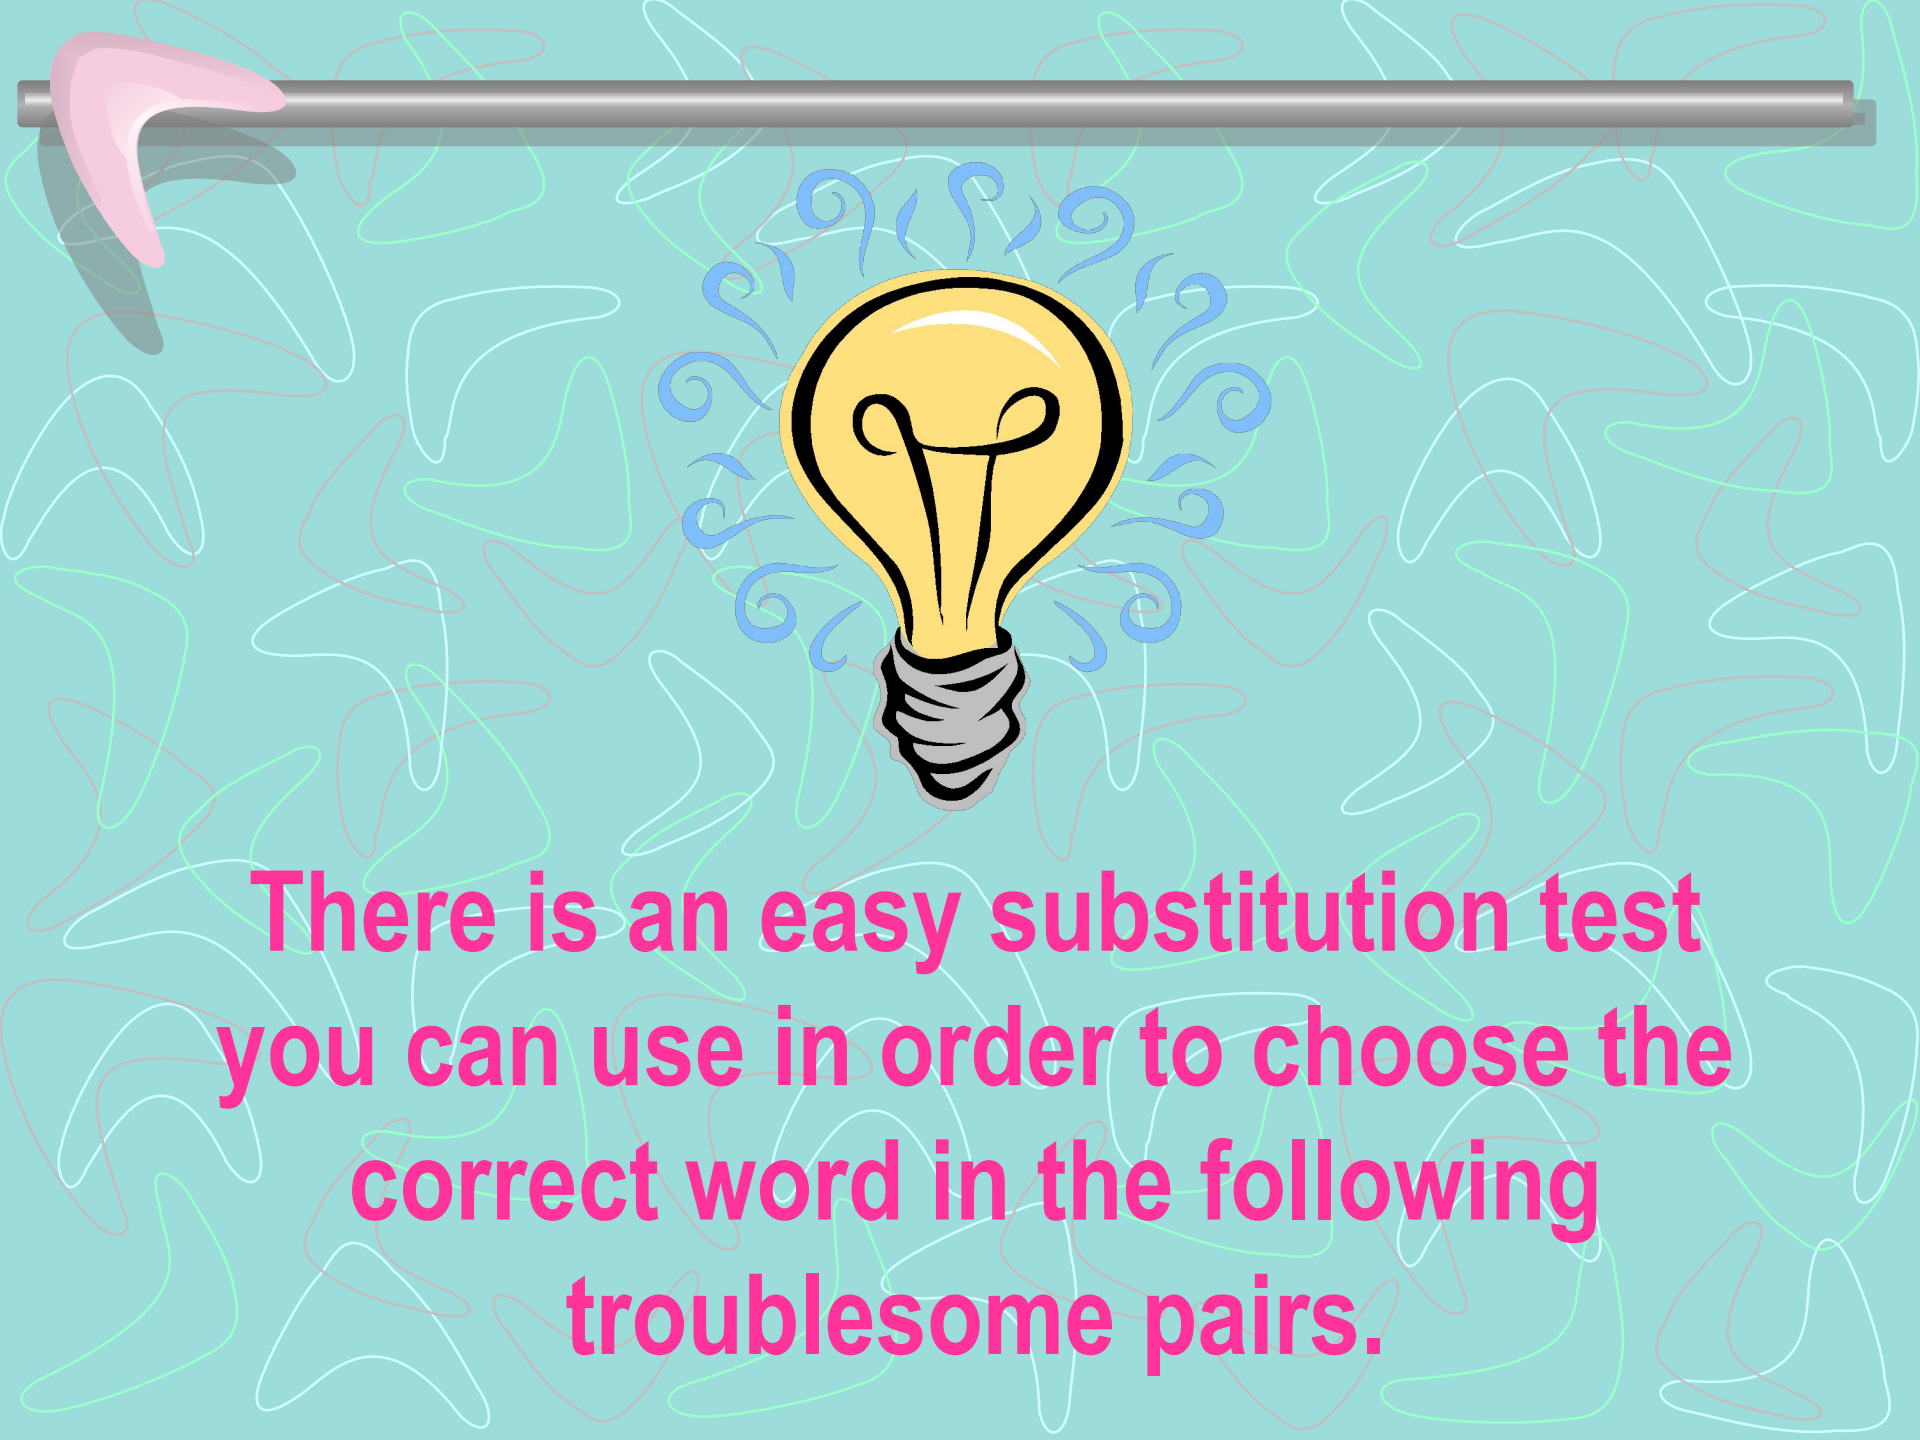 There is an easy substitution test
you can use in order to choose the
correct word in the following
troublesome pairs.